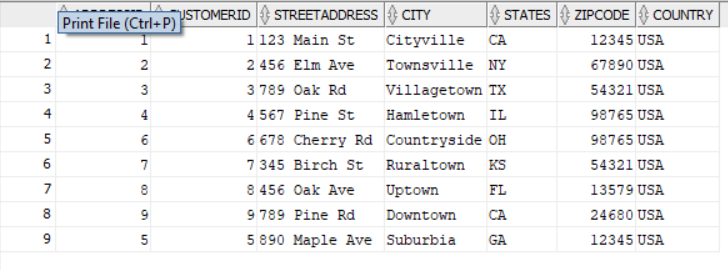 Print File (Ctrl+P) CUSTOMERID STREETADDRESS CITY STATES ZIPCODE COUNTRY
1 1 1 123 Main St Cityville CA 12345 USA
2 2 2 456 Elm Ave Townsville NY 67890 USA
3 3 3 789 Oak Rd Villagetown TX 54321 USA
4 4 4 567 Pine St Hamletown IL 98765 USA
5 6 6 678 Cherry Rd Countryside OH 98765 USA
6 7 7 345 Birch St Ruraltown KS 54321 USA
7 8 8 456 Oak Ave Uptown FL 13579 USA
8 9 9 789 Pine Rd Downtown CA 24680 USA
9 5 5 890 Maple Ave Suburbia GA 12345 USA